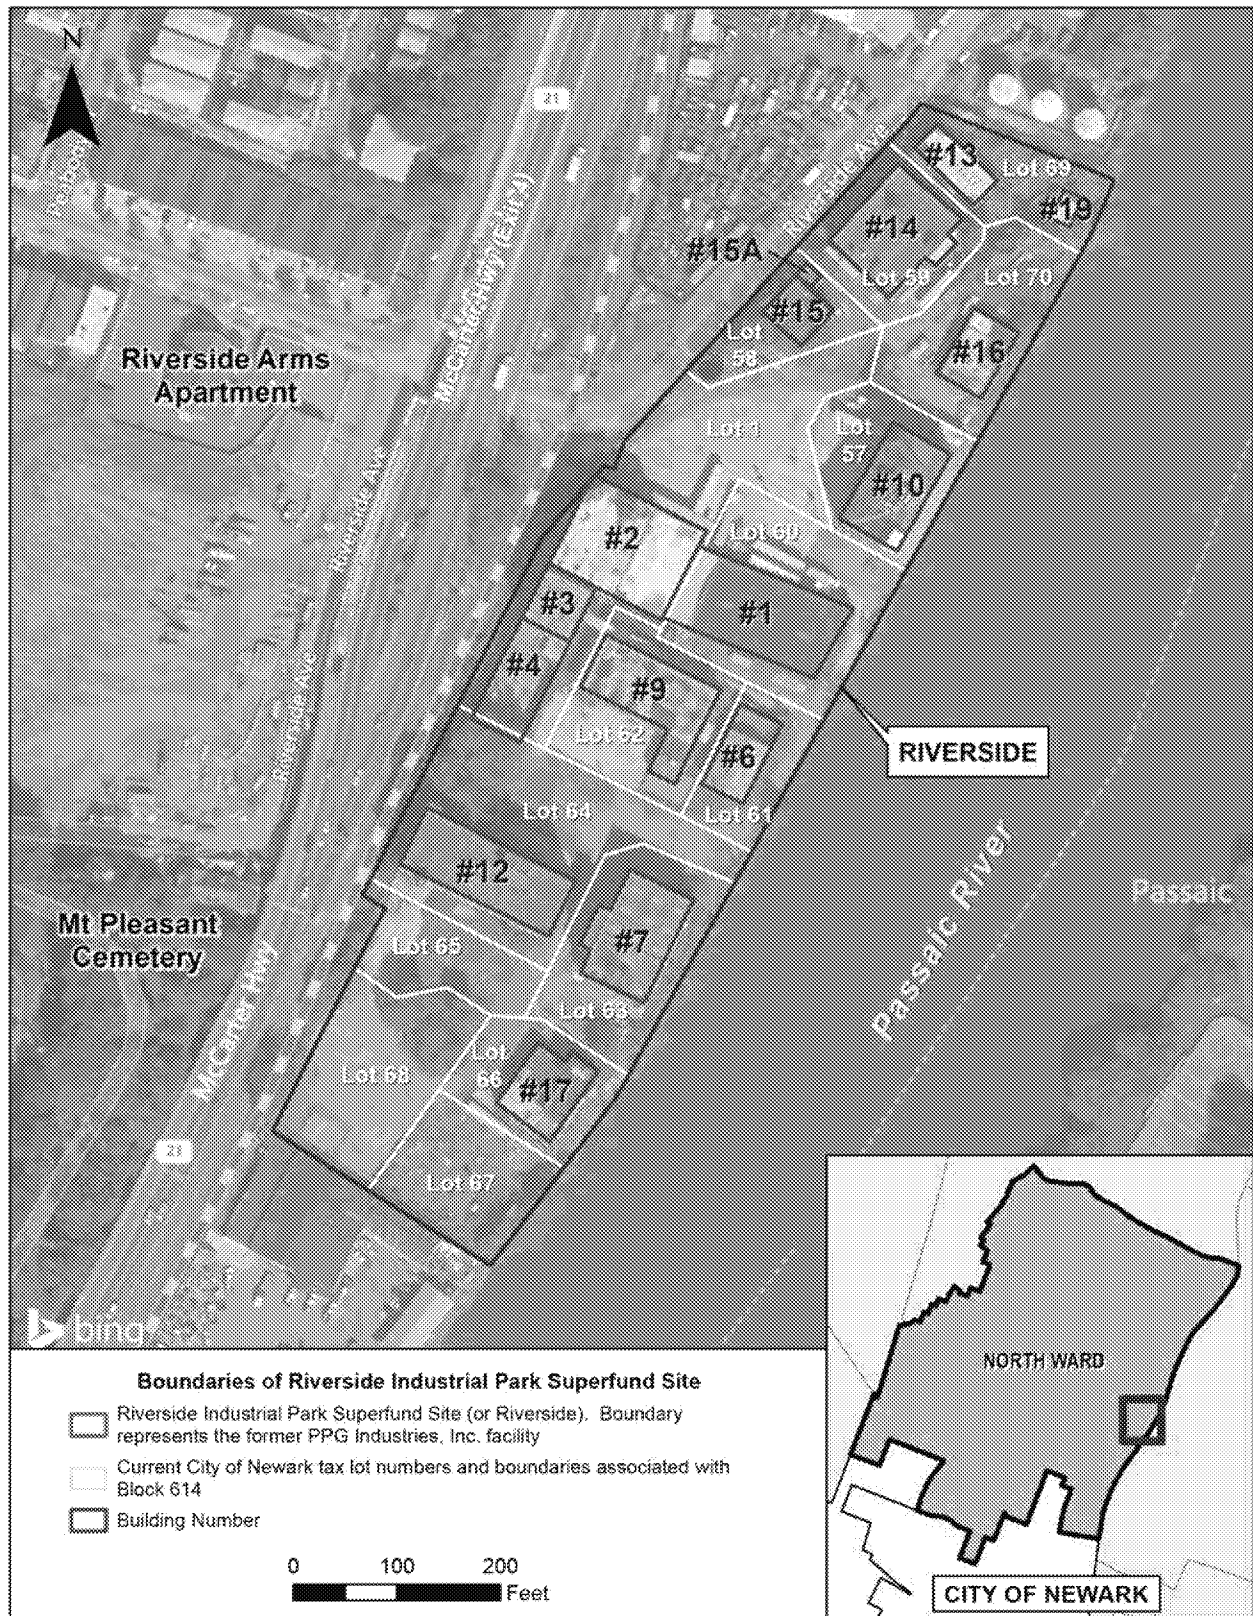 N
21
Riverside Ave
#13
Lot 69
#19
#14
#15A
Lot 59
Lot 70
McCarter Hwy (Exit 4)
#15
Lot
58
#16
Riverside Arms
Apartment
Lot 1
Lot
57
#10
Riverside Ave
#2
Lot 60
#3
#1
#4
#9
Riverside Ave
Lot 62
#6
RIVERSIDE
Lot 64
Lot 61
#12
Passaic River
Passaic
Mt Pleasant
Cemetery
#7
Lot 65
McCarter Hwy
Lot 63
Lot
66
Lot 68
#17
21
Lot 67
bing
NORTH WARD
CITY OF NEWARK
Boundaries of Riverside Industrial Park Superfund Site
Riverside Industrial Park Superfund Site (or Riverside). Boundary
represents the former PPG Industries, Inc. facility
Current City of Newark tax lot numbers and boundaries associated with
Block 614
Building Number
0 100 200
Feet